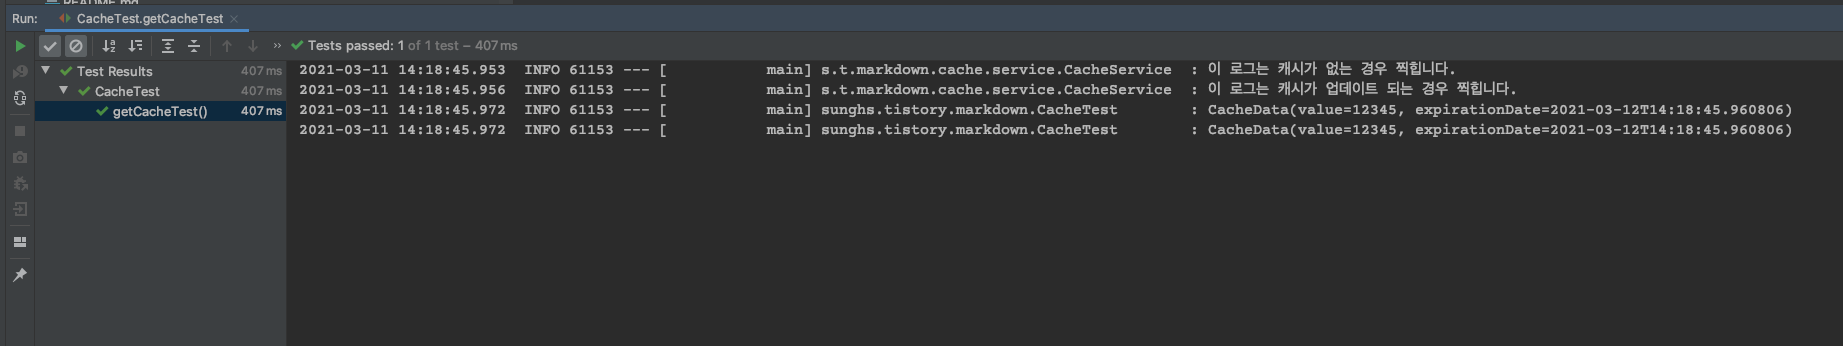 README.md
Run: CacheTest.getCacheTest ×
Tests passed: 1 of 1 test – 407 ms
Test Results 407 ms
CacheTest 407 ms
getCacheTest() 407 ms
2021-03-11 14:18:45.953  INFO 61153 --- [           main] s.t.markdown.cache.service.CacheService  : 이 로그는 캐시가 없는 경우 찍힙니다.
2021-03-11 14:18:45.956  INFO 61153 --- [           main] s.t.markdown.cache.service.CacheService  : 이 로그는 캐시가 업데이트 되는 경우 찍힙니다.
2021-03-11 14:18:45.972  INFO 61153 --- [           main] sunghs.tistory.markdown.CacheTest        : CacheData(value=12345, expirationDate=2021-03-12T14:18:45.960806)
2021-03-11 14:18:45.972  INFO 61153 --- [           main] sunghs.tistory.markdown.CacheTest        : CacheData(value=12345, expirationDate=2021-03-12T14:18:45.960806)